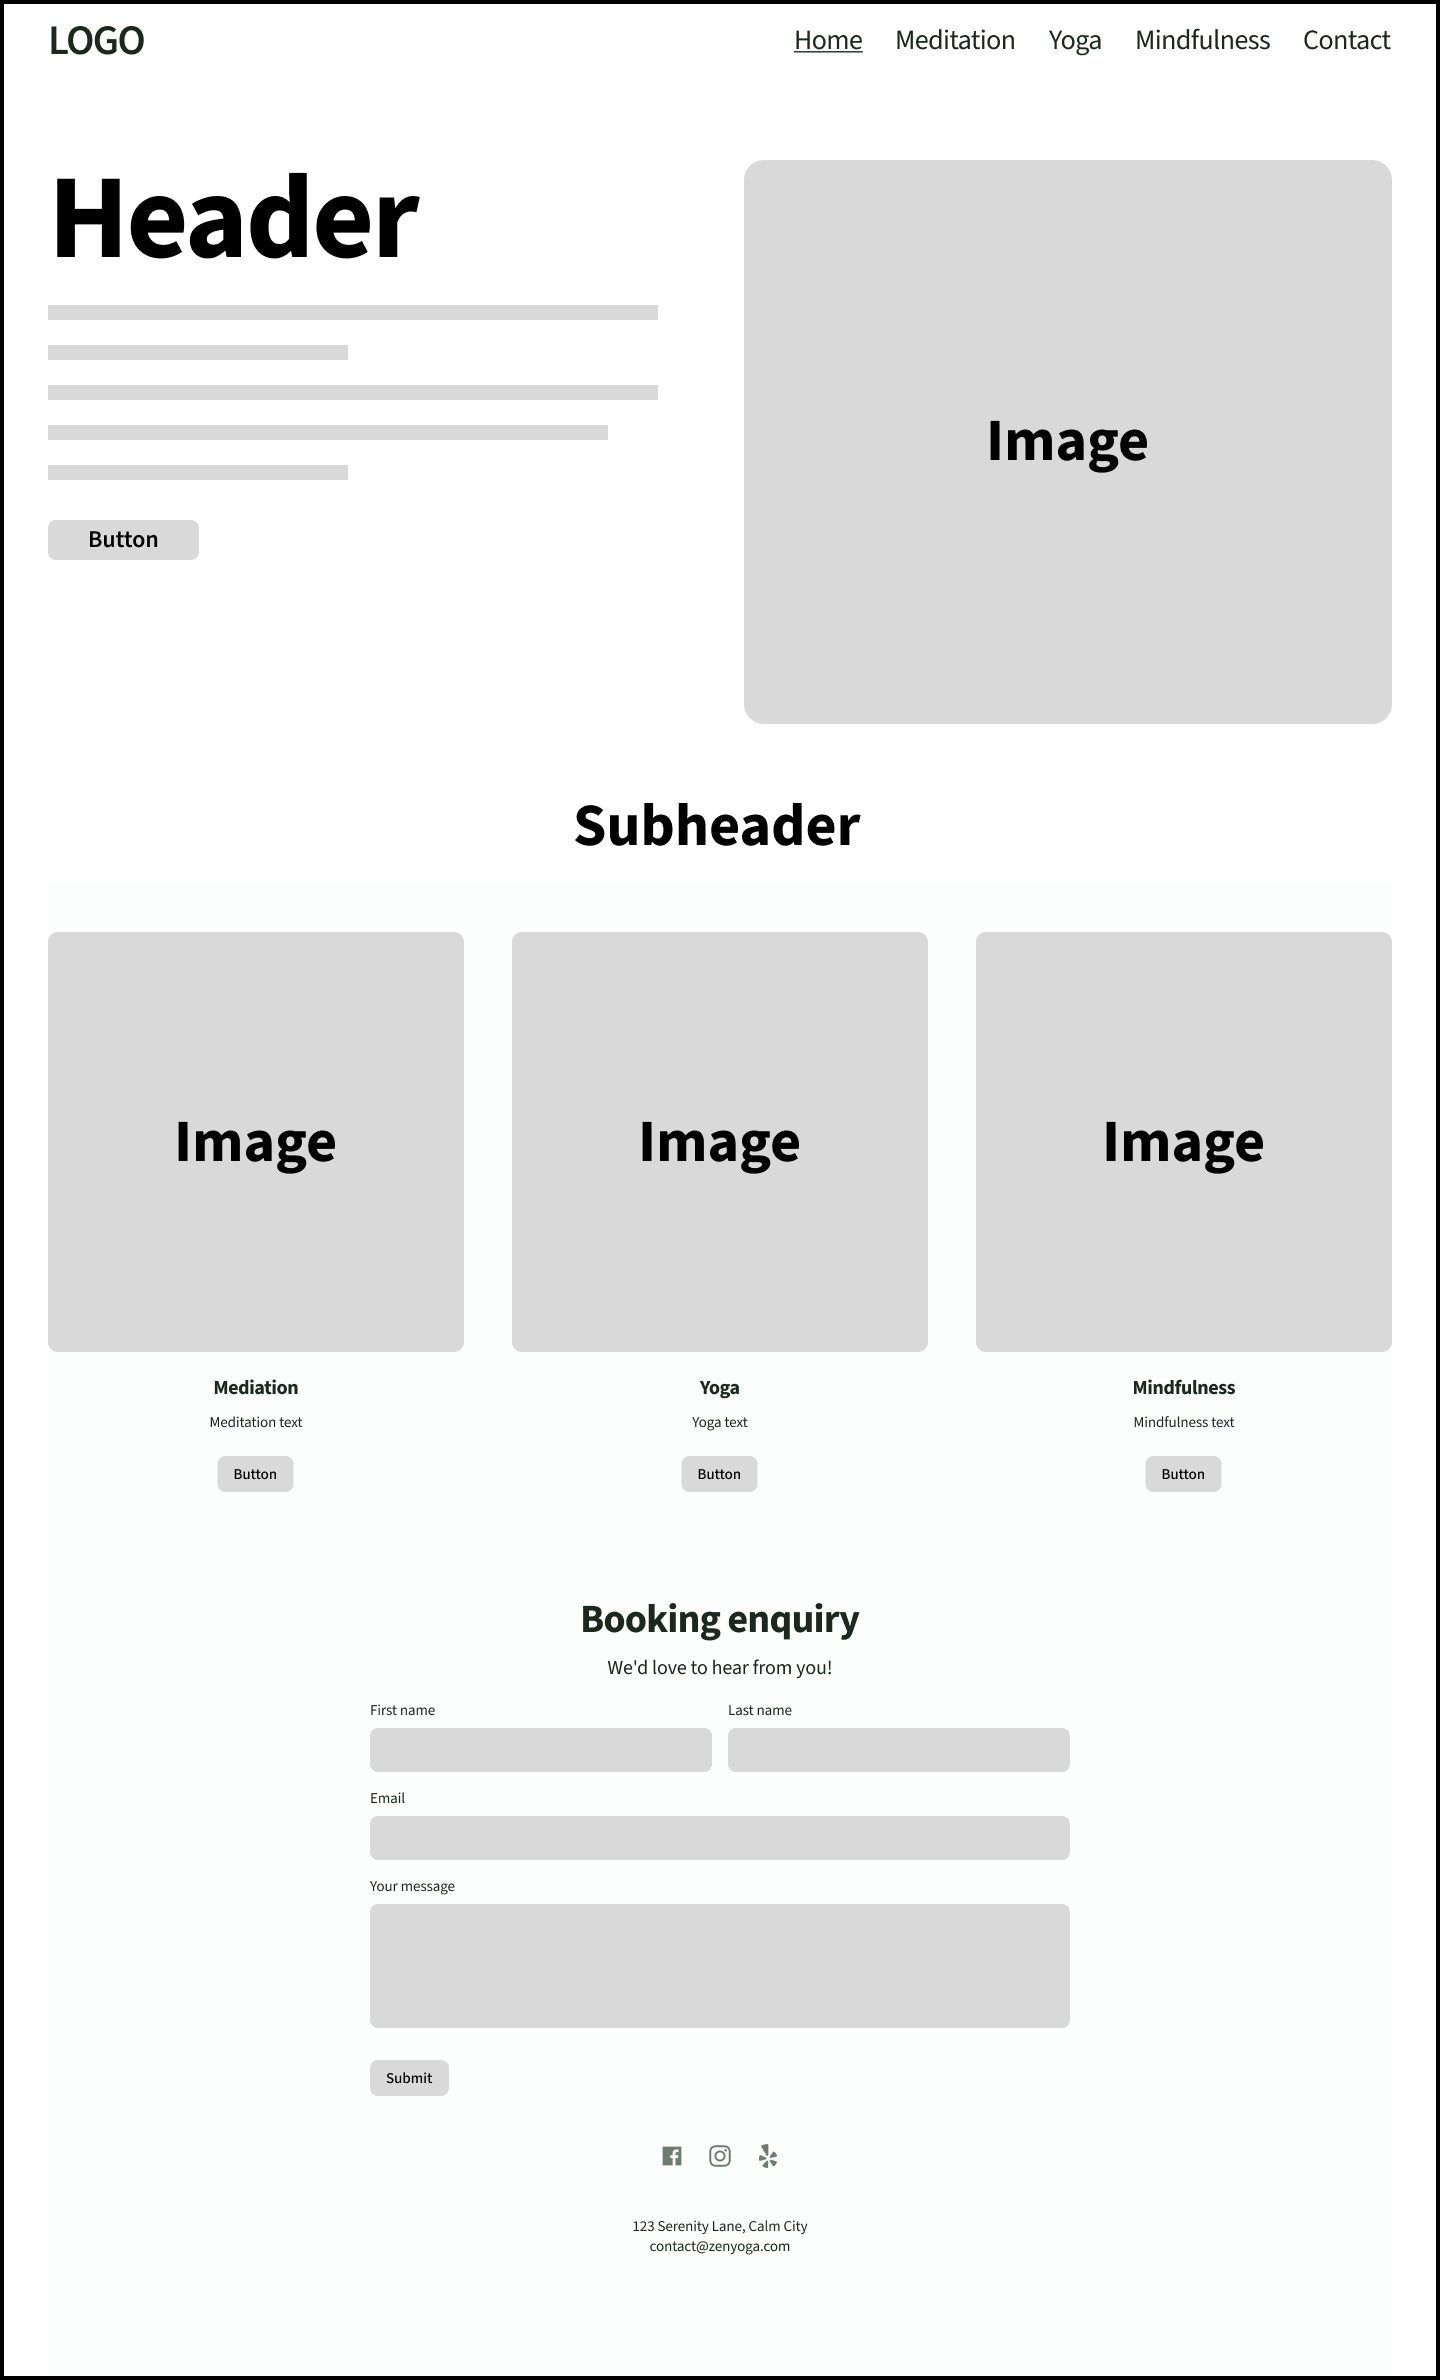 LOGO
Home Meditation Yoga Mindfulness Contact
Header
Button
Image
Subheader
Image
Image
Image
Mediation
Yoga
Mindfulness
Meditation text
Yoga text
Mindfulness text
Button
Button
Button
Booking enquiry
We'd love to hear from you!
First name
Last name
Email
Your message
Submit
123 Serenity Lane, Calm City
contact@zenyoga.com